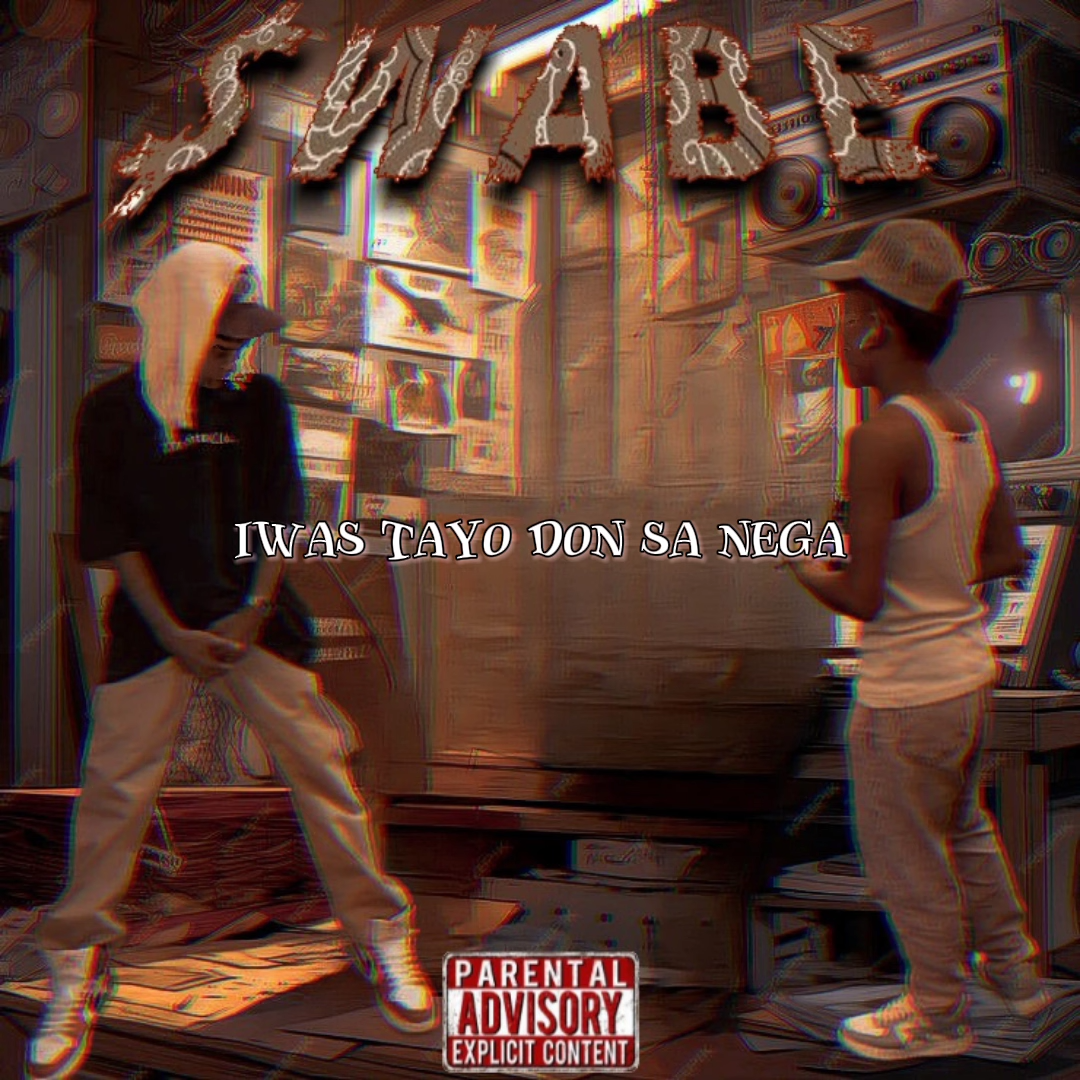 SWABE
IWAS TAYO DON SA NEGA
PARENTAL
ADVISORY
EXPLICIT CONTENT